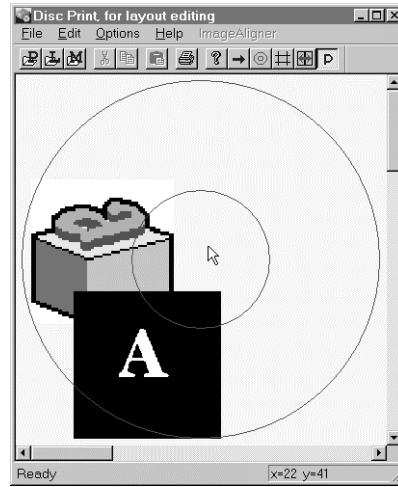 Disc Print, for layout editing
File Edit Options Help ImageAligner
P L M ? P
A
Ready x=22 y=41